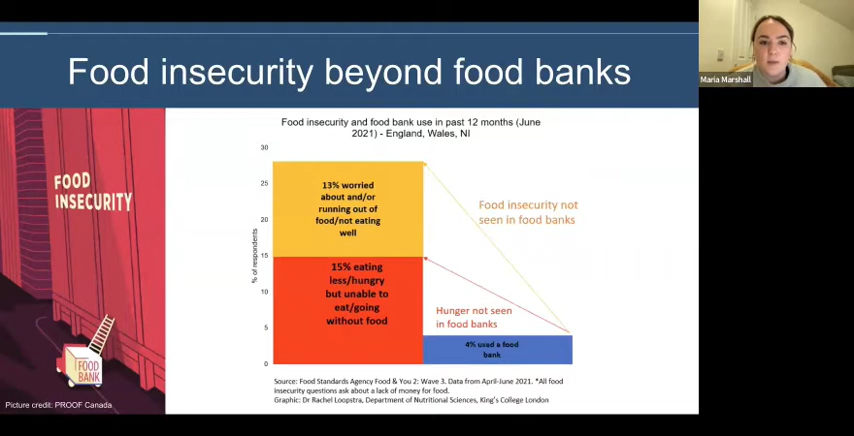 Food insecurity beyond food banks
Maria Marshall
FOOD
INSECURITY
FOOD
BANK
Picture credit: PROOF Canada
Food insecurity and food bank use in past 12 months (June
2021) - England, Wales, NI
% of respondents
30
25
20
15
10
5
0
13% worried
about and/or
running out of
food/not eating
well
15% eating
less/hungry
but unable to
eat/going
without food
4% used a food
bank
Food insecurity not
seen in food banks
Hunger not seen
in food banks
Source: Food Standards Agency Food & You 2: Wave 3. Data from April-June 2021. *All food
insecurity questions ask about a lack of money for food.
Graphic: Dr Rachel Loopstra, Department of Nutritional Sciences, King's College London